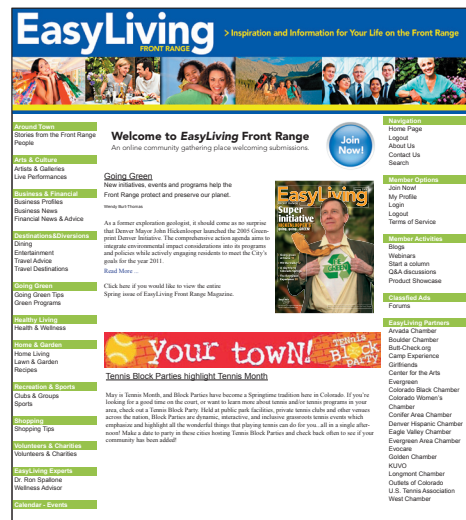 EasyLiving
FRONT RANGE
> Inspiration and Information for Your Life on the Front Range
Around Town
Stories from the Front Range
People
Arts & Culture
Artists & Galleries
Live Performances
Business & Financial
Business Profiles
Business News
Financial News & Advice
Destinations&Diversions
Dining
Entertainment
Travel Advice
Travel Destinations
Going Green
Going Green Tips
Green Programs
Healthy Living
Health & Wellness
Home & Garden
Home Living
Lawn & Garden
Recipes
Recreation & Sports
Clubs & Groups
Sports
Shopping
Shopping Tips
Volunteers & Charities
Volunteers & Charities
EasyLiving Experts
Dr. Ron Spallone
Wellness Advisor
Calendar - Events
Welcome to EasyLiving Front Range
An online community gathering place welcoming submissions.
Join
Now!
Going Green
New initiatives, events and programs help the
Front Range protect and preserve our planet.
Wendy Burt-Thomas
As a former exploration geologist, it should come as no surprise
that Denver Mayor John Hickenlooper launched the 2005 Green-
print Denver Initiative. The comprehensive action agenda aims to
integrate environmental impact considerations into its programs
and policies while actively engaging residents to meet the City's
goals for the year 2011.
Read More ...
Click here if you would like to view the entire
Spring issue of EasyLiving Front Range Magazine.
EasyLiving
Super
Initiative
GREEN
Your toWN!
TENNiS
BLOCK
PARTY
Tennis Block Parties highlight Tennis Month
May is Tennis Month, and Block Parties have become a Springtime tradition here in Colorado. If you're
looking for a good time on the court, or want to learn more about tennis and/or tennis programs in your
area, check out a Tennis Block Party. Held at public park facilities, private tennis clubs and other venues
across the nation, Block Parties are dynamic, interactive, and inclusive grassroots tennis events which
emphasize and highlight all the wonderful things that playing tennis can do for you...all in a single after-
noon! Make a date to party in these cities hosting Tennis Block Parties and check back often to see if your
community has been added!
Navigation
Home Page
Logout
About Us
Contact Us
Search
Member Options
Join Now!
My Profile
Login
Logout
Terms of Service
Member Activities
Blogs
Webinars
Start a column
Q&A discussions
Product Showcase
Classfied Ads
Forums
EasyLiving Partners
Arvada Chamber
Boulder Chamber
Butt-Check.org
Camp Experience
Girlfriends
Center for the Arts
Evergreen
Colorado Black Chamber
Colorado Women's
Chamber
Conifer Area Chamber
Denver Hispanic Chamber
Eagle Valley Chamber
Evergreen Area Chamber
Evocare
Golden Chamber
KUVO
Longmont Chamber
Outlets of Colorado
U.S. Tennis Association
West Chamber